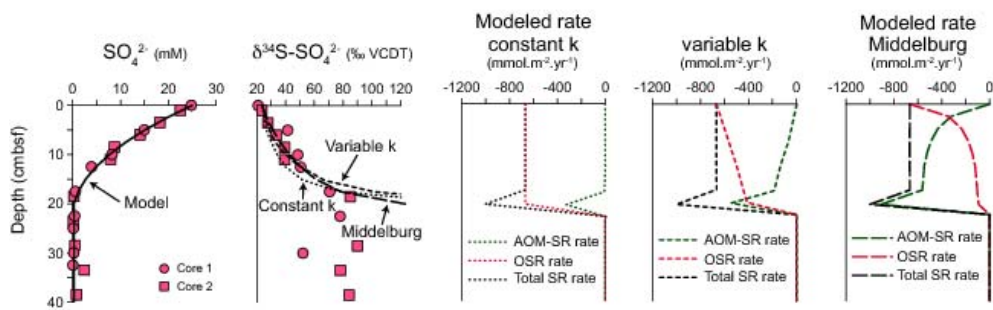 SO₄²⁻ (mM)
0 10 20 30
Depth (cmbsf)
0
10
20
30
40
Model
Core 1
Core 2
δ³⁴S-SO₄²⁻ (‰ VCDT)
20 40 60 80 100 120
Variable k
Constant k
Middelburg
Modeled rate
constant k
(mmol.m⁻².yr⁻¹)
-1200 -800 -400 0
AOM-SR rate
OSR rate
Total SR rate
variable k
(mmol.m⁻².yr⁻¹)
-1200 -800 -400 0
AOM-SR rate
OSR rate
Total SR rate
Modeled rate
Middelburg
(mmol.m⁻².yr⁻¹)
-1200 -800 -400 0
AOM-SR rate
OSR rate
Total SR rate